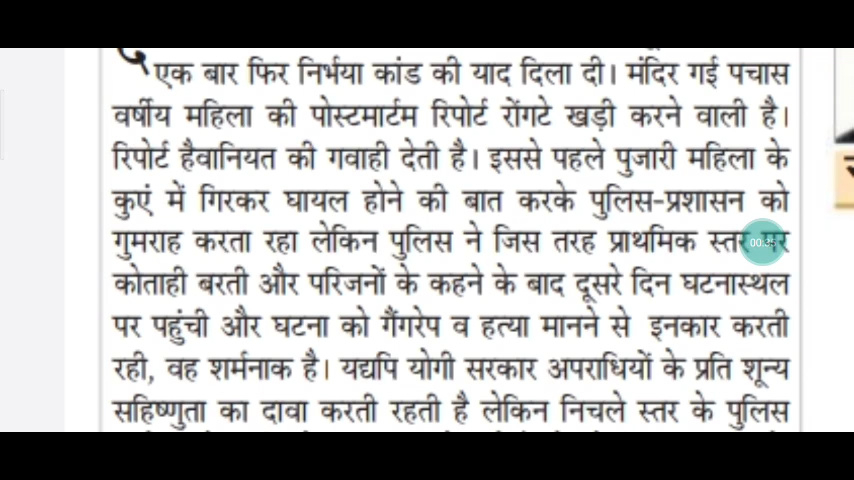 एक बार फिर निर्भया कांड की याद दिला दी। मंदिर गई पचास
वर्षीय महिला की पोस्टमार्टम रिपोर्ट रोंगटे खड़ी करने वाली है।
रिपोर्ट हैवानियत की गवाही देती है। इससे पहले पुजारी महिला के
कुएं में गिरकर घायल होने की बात करके पुलिस-प्रशासन को
गुमराह करता रहा लेकिन पुलिस ने जिस तरह प्राथमिक स्तर पर
00:35
कोताही बरती और परिजनों के कहने के बाद दूसरे दिन घटनास्थल
पर पहुंची और घटना को गैंगरेप व हत्या मानने से इनकार करती
रही, वह शर्मनाक है। यद्यपि योगी सरकार अपराधियों के प्रति शून्य
सहिष्णुता का दावा करती रहती है लेकिन निचले स्तर के पुलिस